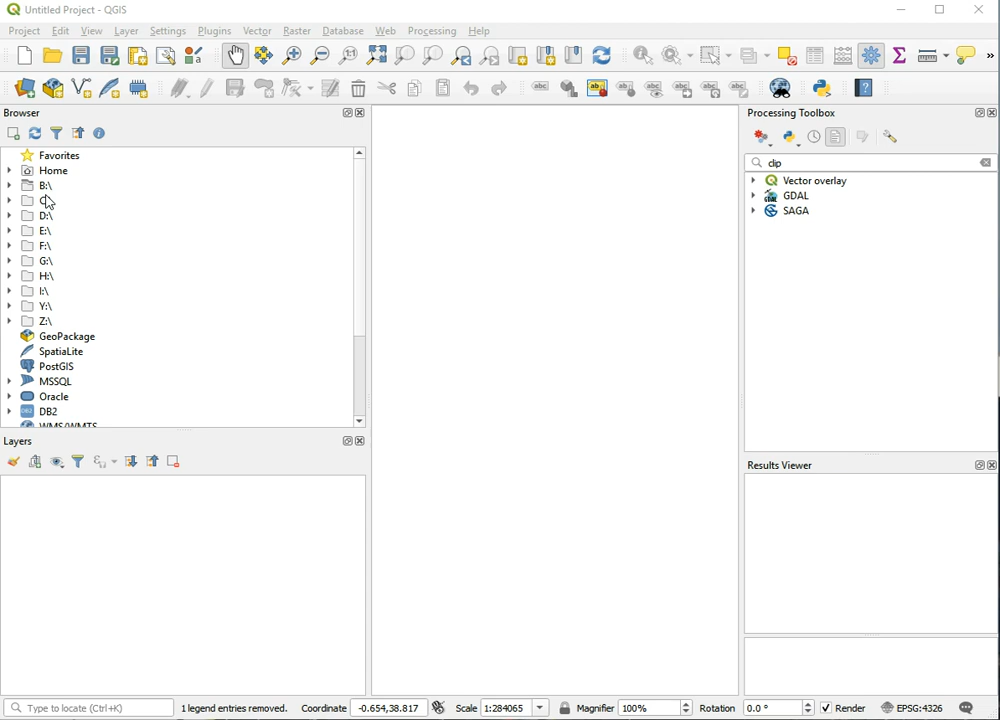 Untitled Project - QGIS
Project Edit View Layer Settings Plugins Vector Raster Database Web Processing Help
Browser
Favorites
Home
B:\
D:\
E:\
F:\
G:\
H:\
I:\
Y:\
Z:\
GeoPackage
SpatiaLite
PostGIS
MSSQL
Oracle
DB2
WMS/WMTS
Layers
Processing Toolbox
clip
Vector overlay
GDAL
SAGA
Results Viewer
Type to locate (Ctrl+K) 1 legend entries removed. Coordinate -0.654,38.817 Scale 1:284065 Magnifier 100% Rotation 0.0 ° Render EPSG:4326